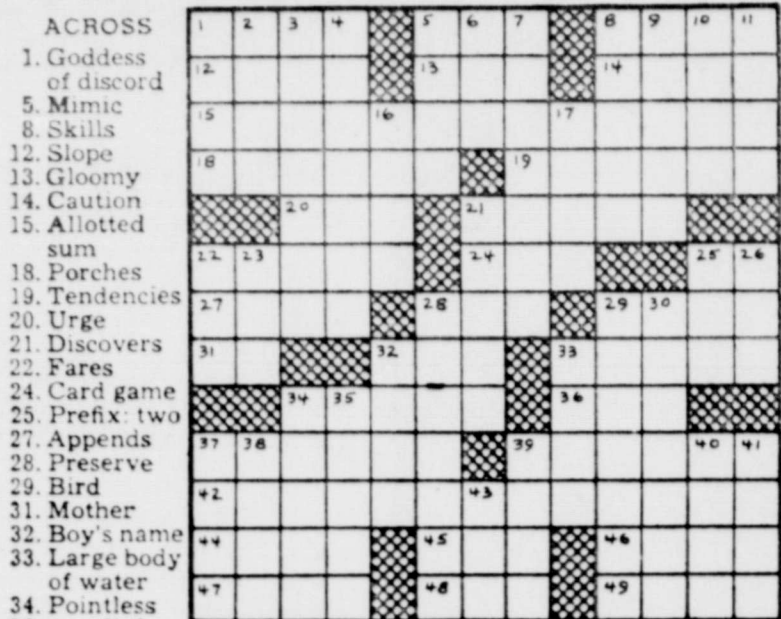 ACROSS
1. Goddess
of discord
5. Mimic
8. Skills
12. Slope
13. Gloomy
14. Caution
15. Allotted
sum
18. Porches
19. Tendencies
20. Urge
21. Discovers
22. Fares
24. Card game
25. Prefix: two
27. Appends
28. Preserve
29. Bird
31. Mother
32. Boy's name
33. Large body
of water
34. Pointless
1 2 3 4 5 6 7 8 9 10 11
12 13 14
15 16 17
18 19
20 21
22 23 24 25 26
27 28 29 30
31 32 33
34 35 36
37 38 39 40 41
42 43
44 45 46
47 48 49